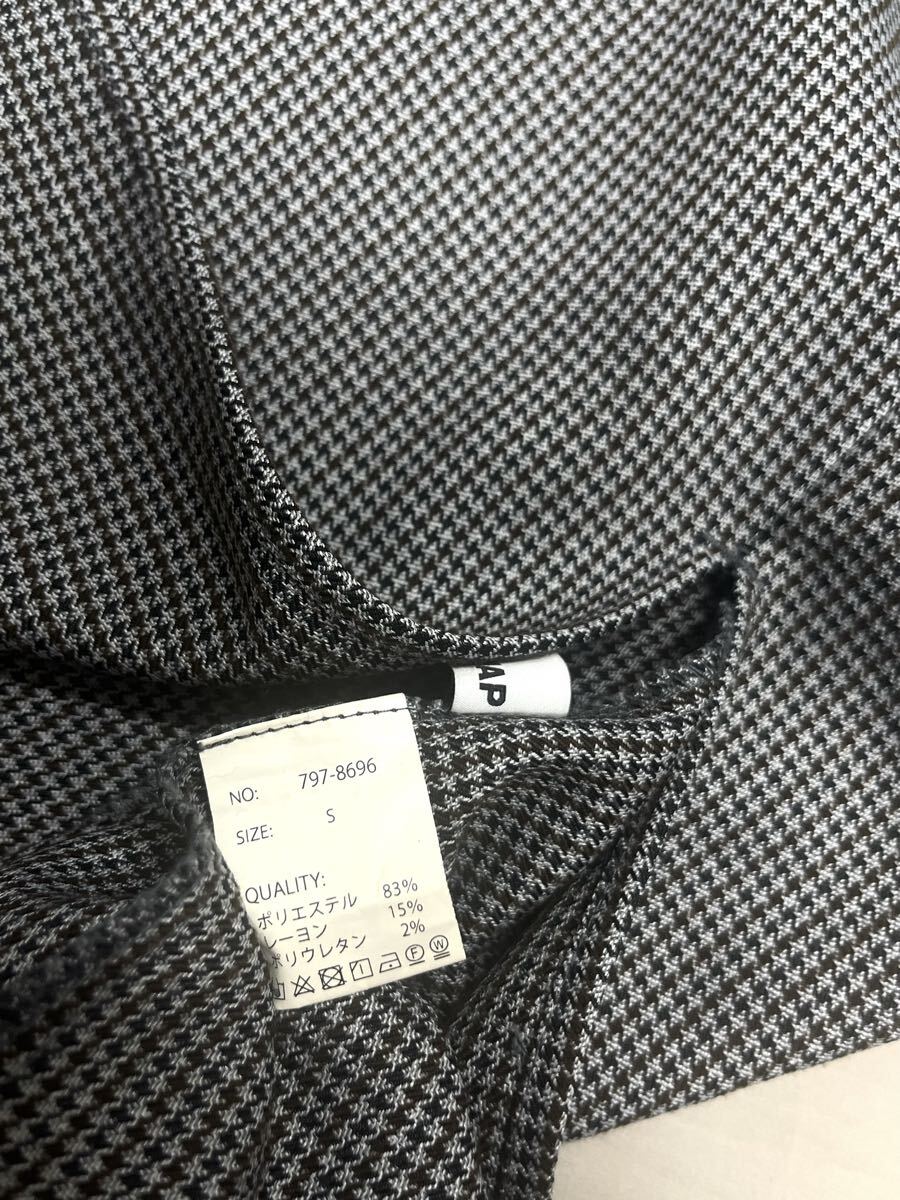 AP
NO: 797-8696
SIZE: S
QUALITY:
ポリエステル 83%
レーヨン 15%
ポリウレタン 2%
F W